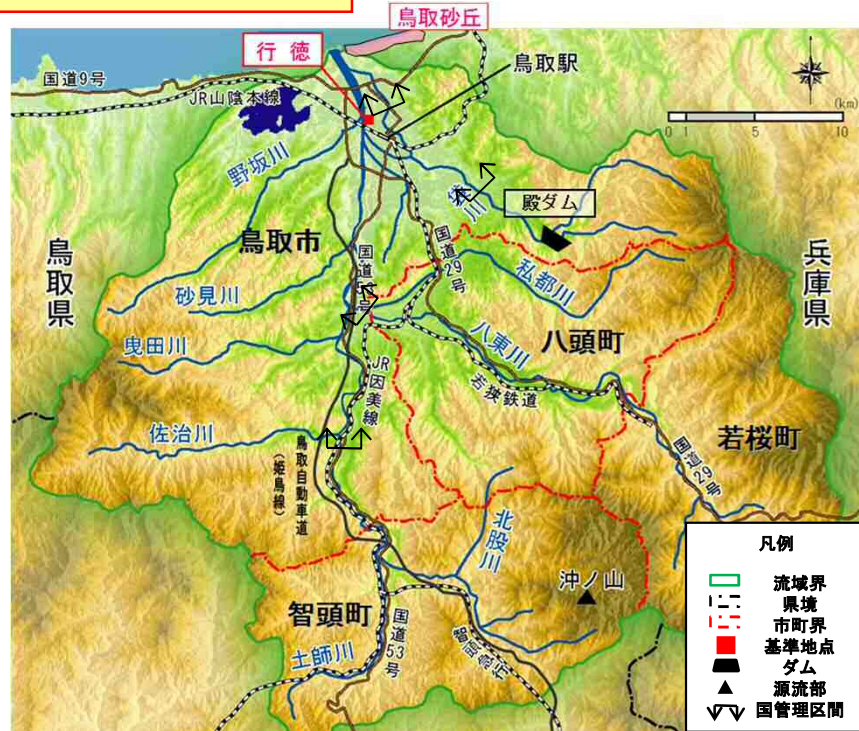 鳥取砂丘
行徳
鳥取駅
国道9号
JR山陰本線
(km)
0 1 5 10
野坂川
袋川
殿ダム
鳥取市
国道29号
鳥取県
兵庫県
砂見川
国道53号
私都川
曳田川
八東川
八頭町
JR因美線
若狭鉄道
佐治川
若桜町
鳥取自動車道
(姫鳥線)
国道29号
北股川
沖ノ山
智頭町
国道53号
智頭急行
土師川
凡例
流域界
県境
市町界
基準地点
ダム
源流部
国管理区間